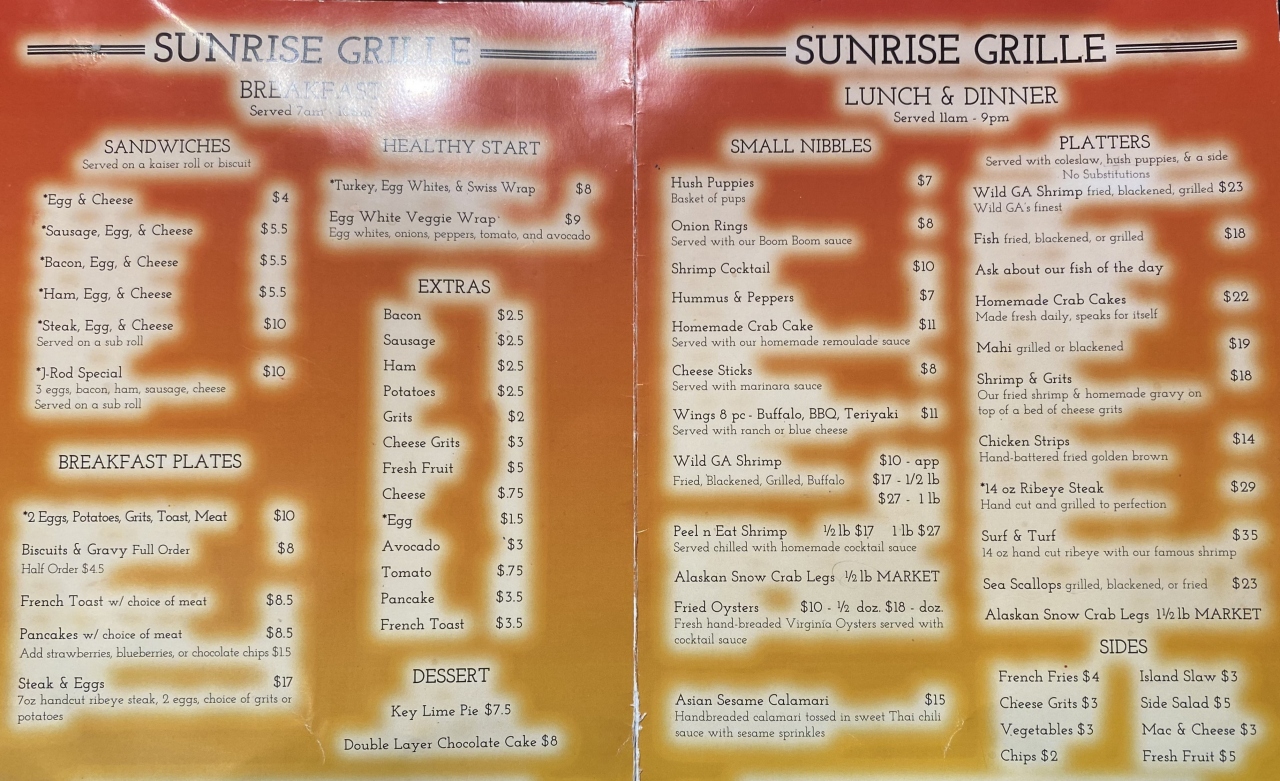 SUNRISE GRILLE
BREAKFAST
Served 7am -
SANDWICHES
Served on a kaiser roll or biscuit
*Egg & Cheese $4
*Sausage, Egg, & Cheese $5.5
*Bacon, Egg, & Cheese $5.5
*Ham, Egg, & Cheese $5.5
*Steak, Egg, & Cheese $10
Served on a sub roll
*J-Rod Special $10
3 eggs, bacon, ham, sausage, cheese
Served on a sub roll
BREAKFAST PLATES
*2 Eggs, Potatoes, Grits, Toast, Meat $10
Biscuits & Gravy Full Order $8
Half Order $4.5
French Toast w/ choice of meat $8.5
Pancakes w/ choice of meat $8.5
Add strawberries, blueberries, or chocolate chips $1.5
Steak & Eggs $17
7oz handcut ribeye steak, 2 eggs, choice of grits or
potatoes
HEALTHY START
*Turkey, Egg Whites, & Swiss Wrap $8
Egg White Veggie Wrap $9
Egg whites, onions, peppers, tomato, and avocado
EXTRAS
Bacon $2.5
Sausage $2.5
Ham $2.5
Potatoes $2.5
Grits $2
Cheese Grits $3
Fresh Fruit $5
Cheese $.75
*Egg $1.5
Avocado $3
Tomato $.75
Pancake $3.5
French Toast $3.5
DESSERT
Key Lime Pie $7.5
Double Layer Chocolate Cake $8
SUNRISE GRILLE
LUNCH & DINNER
Served 11am - 9pm
SMALL NIBBLES
Hush Puppies $7
Basket of pups
Onion Rings $8
Served with our Boom Boom sauce
Shrimp Cocktail $10
Hummus & Peppers $7
Homemade Crab Cake $11
Served with our homemade remoulade sauce
Cheese Sticks $8
Served with marinara sauce
Wings 8 pc - Buffalo, BBQ, Teriyaki $11
Served with ranch or blue cheese
Wild GA Shrimp $10 - app
Fried, Blackened, Grilled, Buffalo $17 - 1/2 lb
$27 - 1 lb
Peel n Eat Shrimp ½ lb $17 1 lb $27
Served chilled with homemade cocktail sauce
Alaskan Snow Crab Legs ½ lb MARKET
Fried Oysters $10 - ½ doz. $18 - doz.
Fresh hand-breaded Virginia Oysters served with
cocktail sauce
Asian Sesame Calamari $15
Handbreaded calamari tossed in sweet Thai chili
sauce with sesame sprinkles
PLATTERS
Served with coleslaw, hush puppies, & a side
No Substitutions
Wild GA Shrimp fried, blackened, grilled $23
Wild GA's finest
Fish fried, blackened, or grilled $18
Ask about our fish of the day
Homemade Crab Cakes $22
Made fresh daily, speaks for itself
Mahi grilled or blackened $19
Shrimp & Grits $18
Our fried shrimp & homemade gravy on
top of a bed of cheese grits
Chicken Strips $14
Hand-battered fried golden brown
*14 oz Ribeye Steak $29
Hand cut and grilled to perfection
Surf & Turf $35
14 oz hand cut ribeye with our famous shrimp
Sea Scallops grilled, blackened, or fried $23
Alaskan Snow Crab Legs 1½ lb MARKET
SIDES
French Fries $4 Island Slaw $3
Cheese Grits $3 Side Salad $5
Vegetables $3 Mac & Cheese $3
Chips $2 Fresh Fruit $5